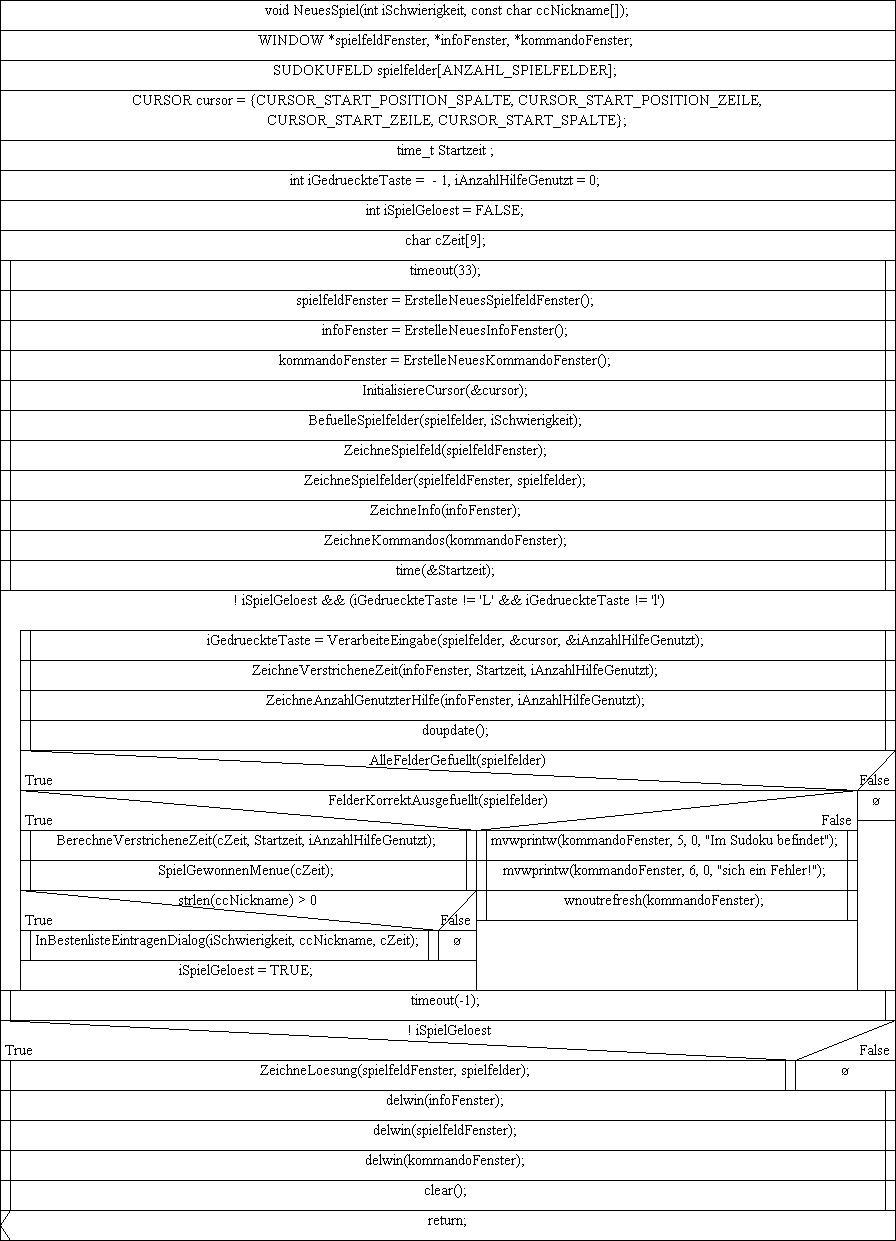 void NeuesSpiel(int iSchwierigkeit, const char ccNickname[]);
WINDOW *spielfeldFenster, *infoFenster, *kommandoFenster;
SUDOKUFELD spielfelder[ANZAHL_SPIELFELDER];
CURSOR cursor = {CURSOR_START_POSITION_SPALTE, CURSOR_START_POSITION_ZEILE,
CURSOR_START_ZEILE, CURSOR_START_SPALTE};
time_t Startzeit ;
int iGedrueckteTaste = - 1, iAnzahlHilfeGenutzt = 0;
int iSpielGeloest = FALSE;
char cZeit[9];
timeout(33);
spielfeldFenster = ErstelleNeuesSpielfeldFenster();
infoFenster = ErstelleNeuesInfoFenster();
kommandoFenster = ErstelleNeuesKommandoFenster();
InitialisiereCursor(&cursor);
BefuelleSpielfelder(spielfelder, iSchwierigkeit);
ZeichneSpielfeld(spielfeldFenster);
ZeichneSpielfelder(spielfeldFenster, spielfelder);
ZeichneInfo(infoFenster);
ZeichneKommandos(kommandoFenster);
time(&Startzeit);
! iSpielGeloest && (iGedrueckteTaste != 'L' && iGedrueckteTaste != 'l')
iGedrueckteTaste = VerarbeiteEingabe(spielfelder, &cursor, &iAnzahlHilfeGenutzt);
ZeichneVerstricheneZeit(infoFenster, Startzeit, iAnzahlHilfeGenutzt);
ZeichneAnzahlGenutzterHilfe(infoFenster, iAnzahlHilfeGenutzt);
doupdate();
AlleFelderGefuellt(spielfelder)
True False
FelderKorrektAusgefuellt(spielfelder) ø
True False
BerechneVerstricheneZeit(cZeit, Startzeit, iAnzahlHilfeGenutzt); mvwprintw(kommandoFenster, 5, 0, "Im Sudoku befindet");
SpielGewonnenMenue(cZeit); mvwprintw(kommandoFenster, 6, 0, "sich ein Fehler!");
strlen(ccNickname) > 0 wnoutrefresh(kommandoFenster);
True False
InBestenlisteEintragenDialog(iSchwierigkeit, ccNickname, cZeit); ø
iSpielGeloest = TRUE;
timeout(-1);
! iSpielGeloest
True False
ZeichneLoesung(spielfeldFenster, spielfelder); ø
delwin(infoFenster);
delwin(spielfeldFenster);
delwin(kommandoFenster);
clear();
return;